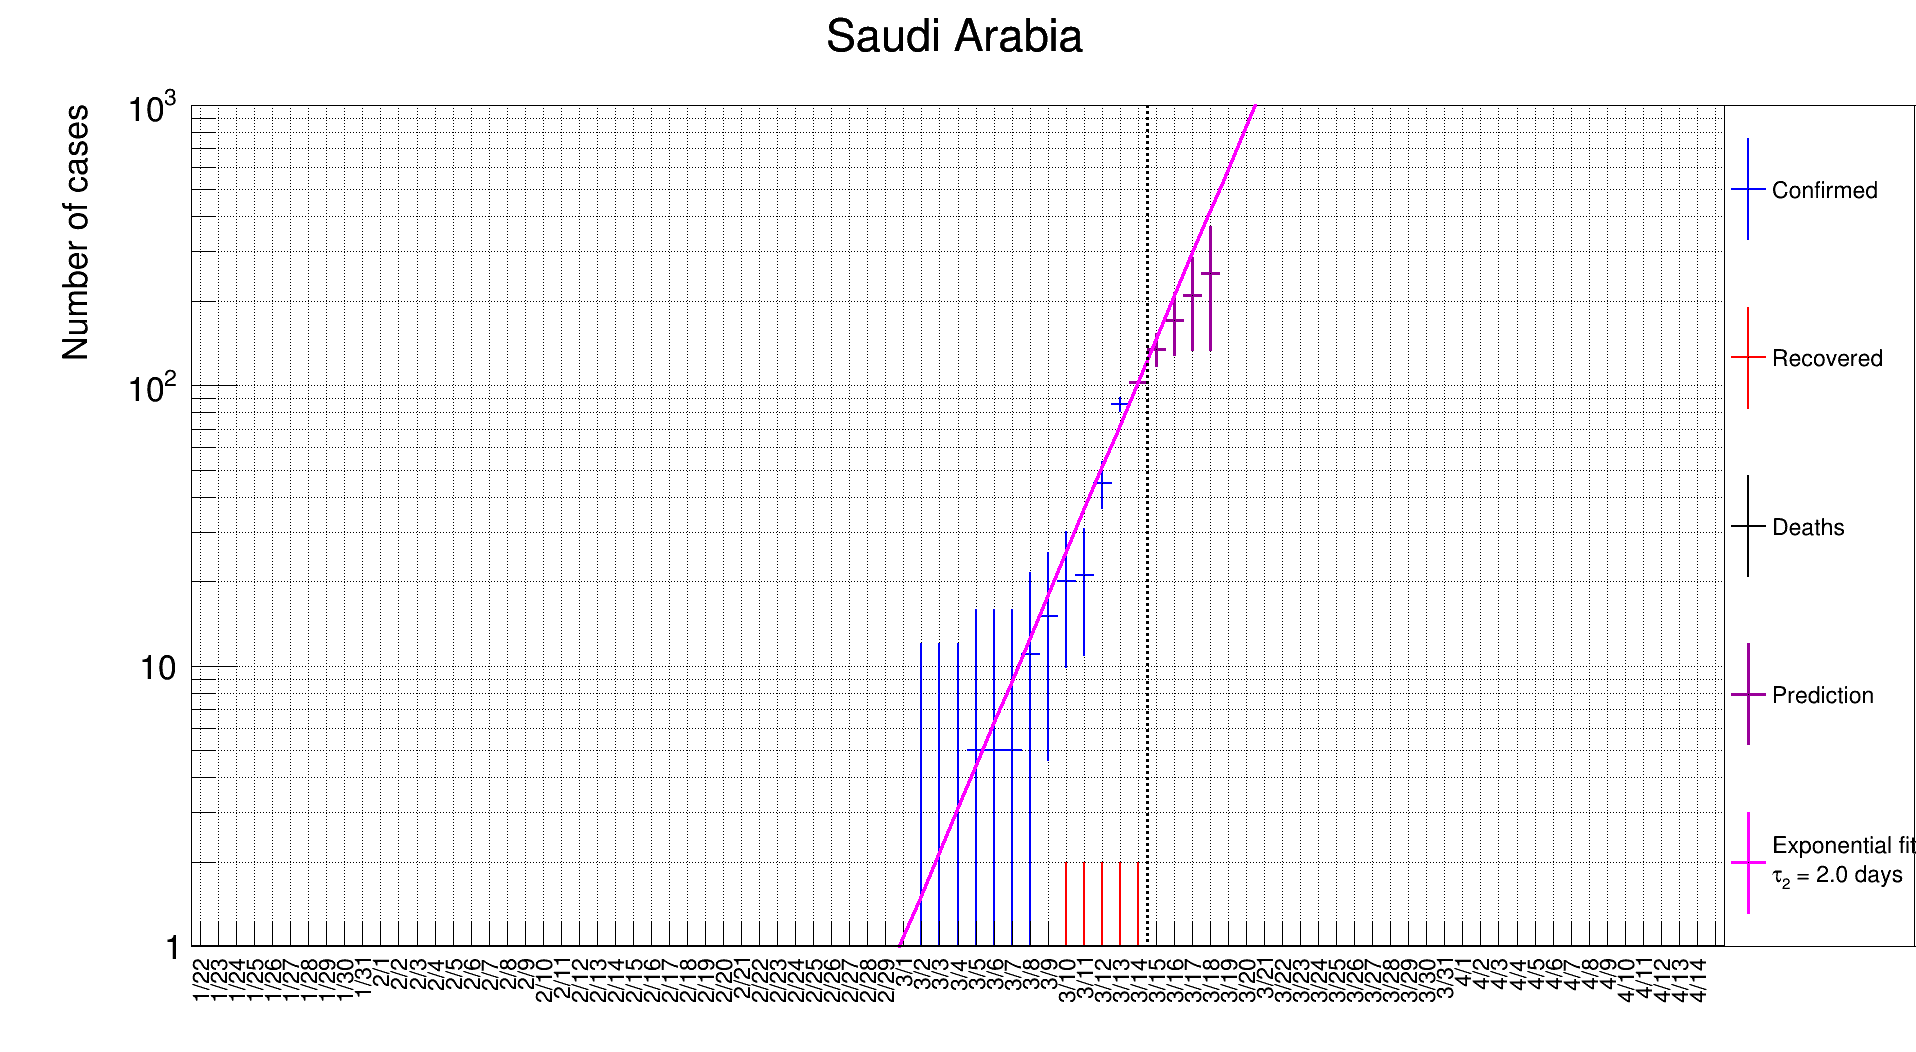 Saudi Arabia
Number of cases
10³
10²
10
1
1/22 1/23 1/24 1/25 1/26 1/27 1/28 1/29 1/30 1/31 2/1 2/2 2/3 2/4 2/5 2/6 2/7 2/8 2/9 2/10 2/11 2/12 2/13 2/14 2/15 2/16 2/17 2/18 2/19 2/20 2/21 2/22 2/23 2/24 2/25 2/26 2/27 2/28 2/29 3/1 3/2 3/3 3/4 3/5 3/6 3/7 3/8 3/9 3/10 3/11 3/12 3/13 3/14 3/15 3/16 3/17 3/18 3/19 3/20 3/21 3/22 3/23 3/24 3/25 3/26 3/27 3/28 3/29 3/30 3/31 4/1 4/2 4/3 4/4 4/5 4/6 4/7 4/8 4/9 4/10 4/11 4/12 4/13 4/14
Confirmed
Recovered
Deaths
Prediction
Exponential fit
τ₂ = 2.0 days